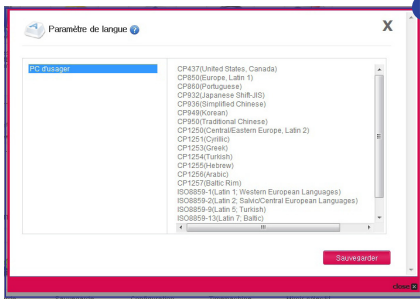 Paramétre de langue
X
PC d'usager
CP437(United States, Canada)
CP850(Europe, Latin 1)
CP860(Portuguese)
CP932(Japanese Shift-JIS)
CP936(Simplified Chinese)
CP949(Korean)
CP950(Traditional Chinese)
CP1250(Central/Eastern Europe, Latin 2)
CP1251(Cyrillic)
CP1253(Greek)
CP1254(Turkish)
CP1255(Hebrew)
CP1256(Arabic)
CP1257(Baltic Rim)
ISO8859-1(Latin 1; Western European Languages)
ISO8859-2(Latin 2; Salvic/Central European Languages)
ISO8859-9(Latin 5; Turkish)
ISO8859-13(Latin 7; Baltic)
Sauvegarder
close X